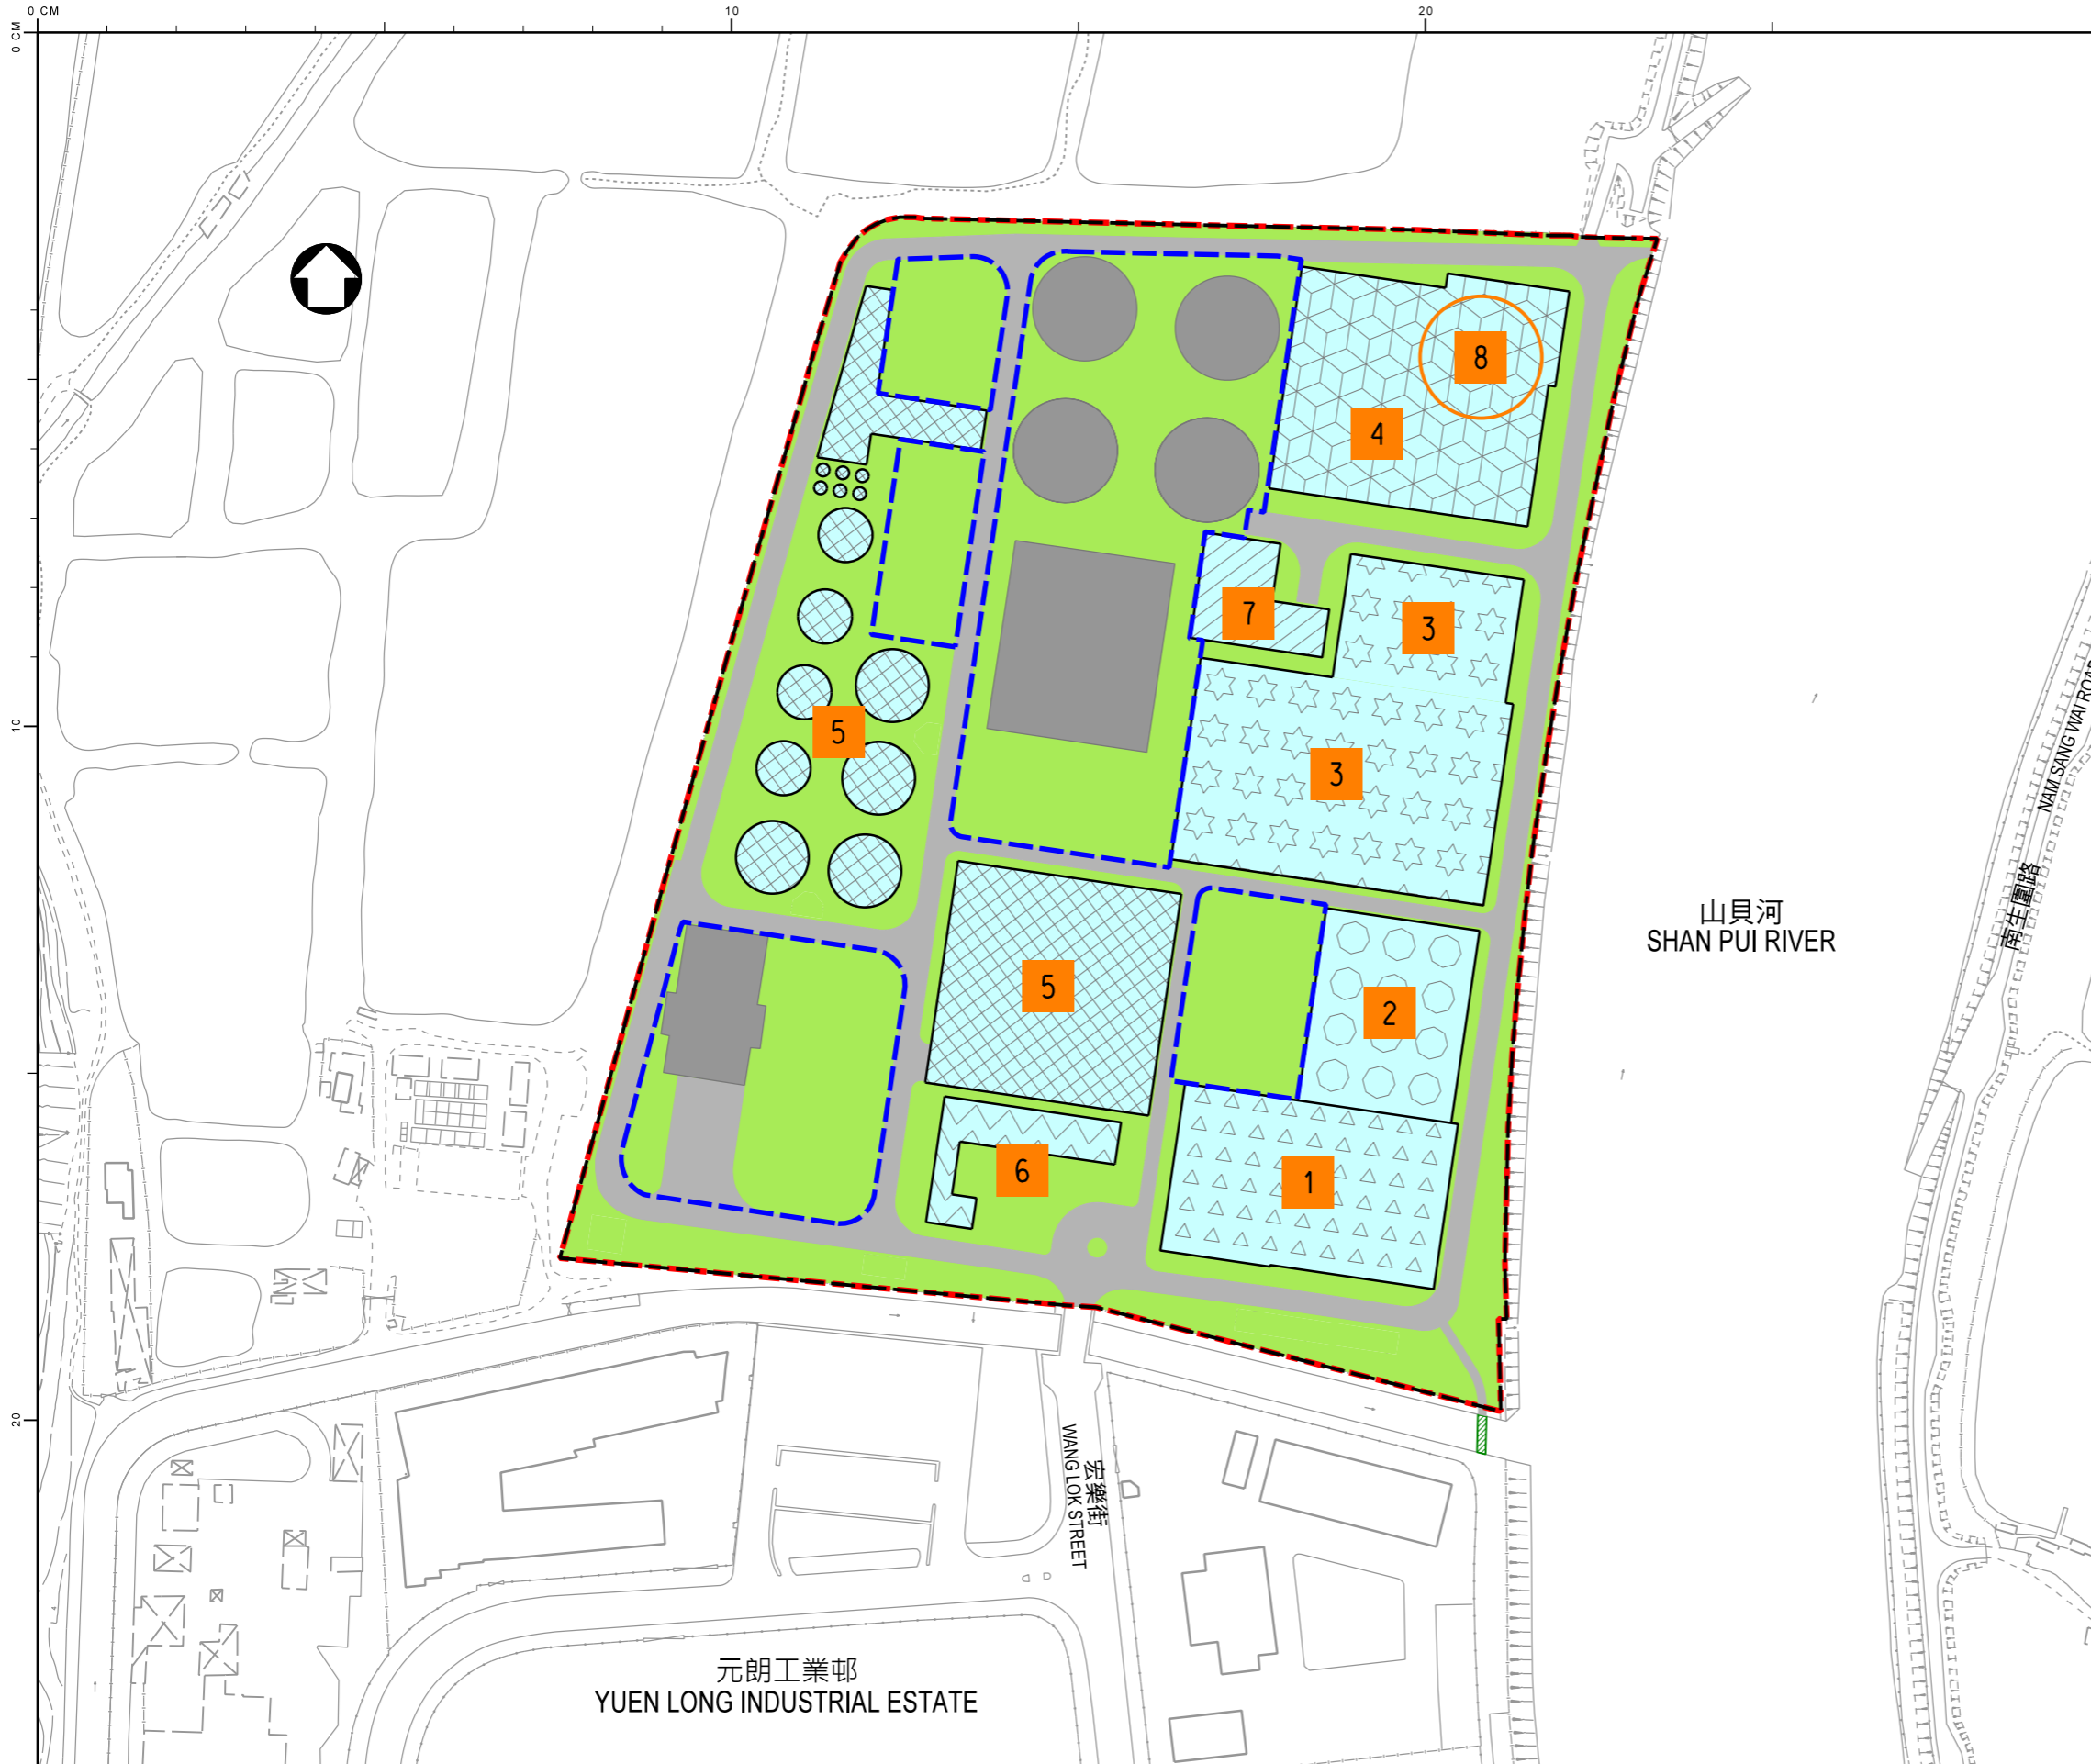 0 CM
10
20
0 CM
10
20
8
4
7
3
3
5
5
2
6
1
山貝河
SHAN PUI RIVER
南生圍路
NAM SANG WAI ROAD
宏樂街
WANG LOK STREET
元朗工業邨
YUEN LONG INDUSTRIAL ESTATE